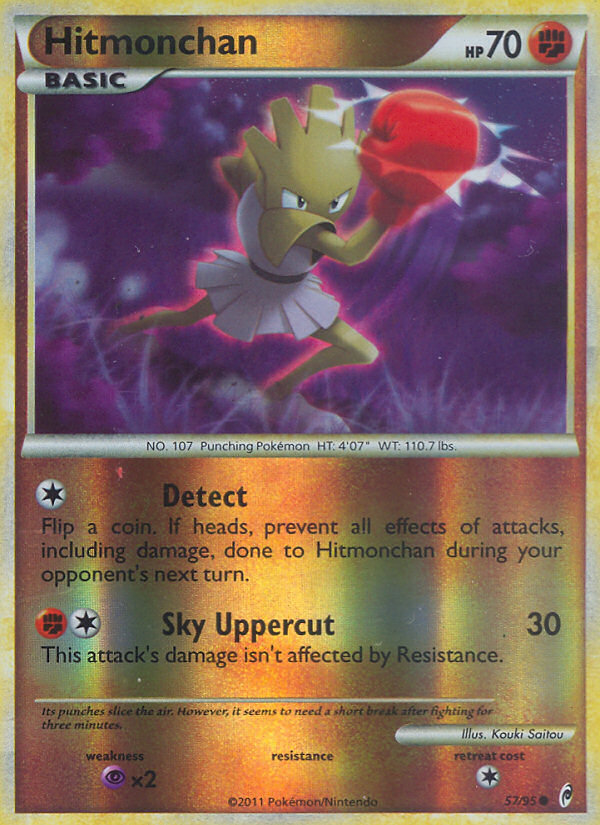 Hitmonchan
HP 70
BASIC
NO. 107 Punching Pokémon HT: 4'07" WT: 110.7 lbs.
Detect
Flip a coin. If heads, prevent all effects of attacks,
including damage, done to Hitmonchan during your
opponent's next turn.
Sky Uppercut 30
This attack's damage isn't affected by Resistance.
Its punches slice the air. However, it seems to need a short break after fighting for
three minutes.
Illus. Kouki Saitou
weakness resistance retreat cost
×2
©2011 Pokémon/Nintendo 57/95